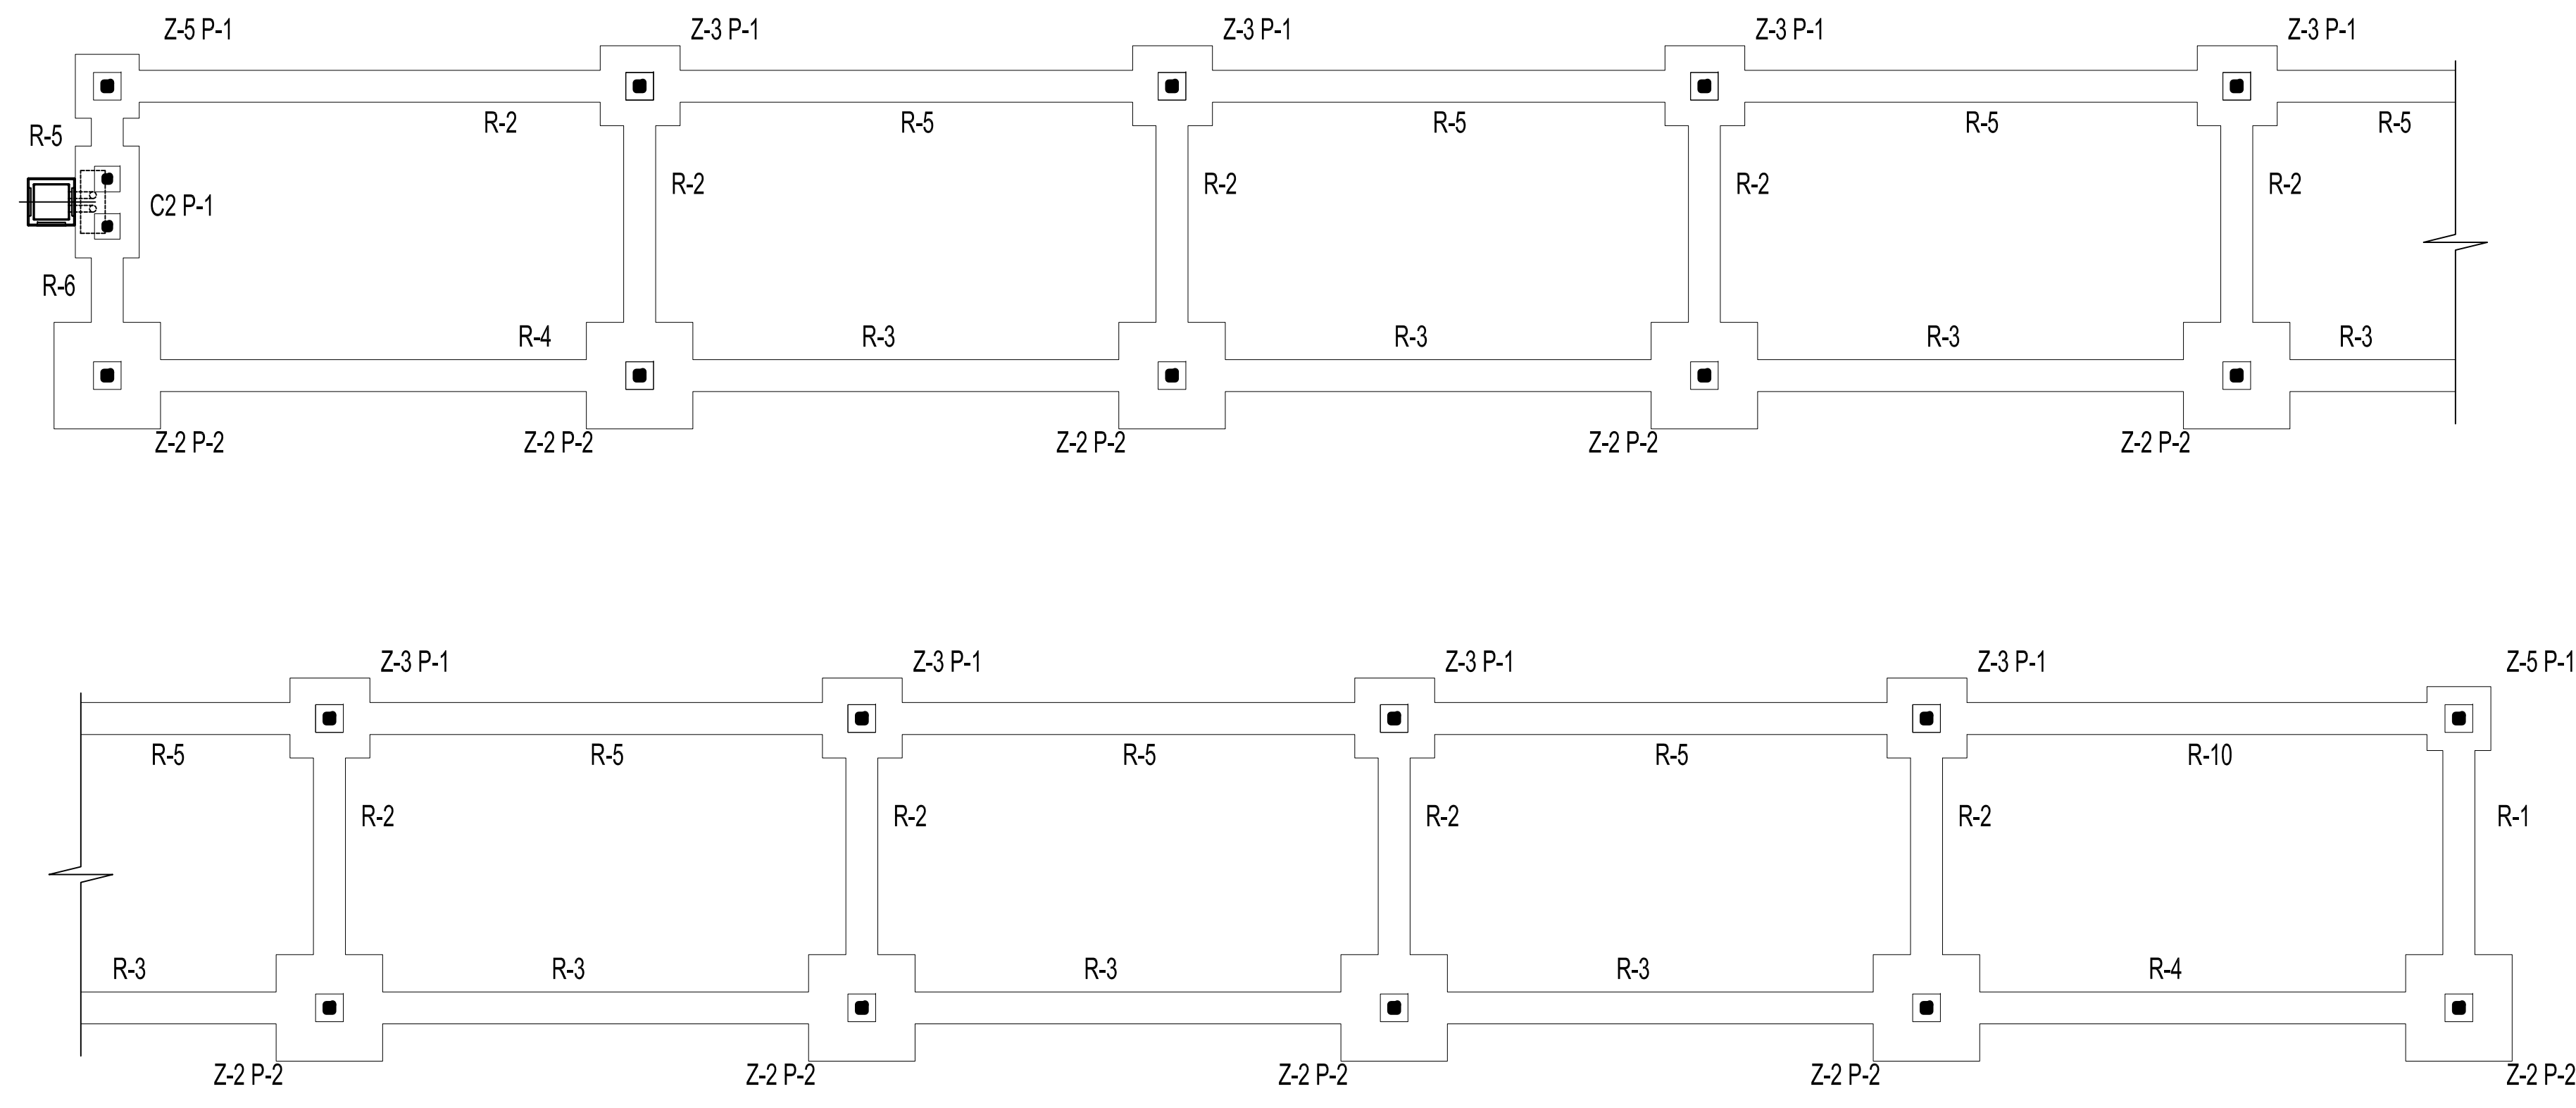 Z-5 P-1 Z-3 P-1 Z-3 P-1 Z-3 P-1 Z-3 P-1
R-2 R-5 R-5 R-5 R-5
R-5
R-2 R-2 R-2 R-2
C2 P-1
R-6
R-4 R-3 R-3 R-3 R-3
Z-2 P-2 Z-2 P-2 Z-2 P-2 Z-2 P-2 Z-2 P-2
Z-3 P-1 Z-3 P-1 Z-3 P-1 Z-3 P-1 Z-5 P-1
R-5 R-5 R-5 R-5 R-10
R-2 R-2 R-2 R-2 R-1
R-3 R-3 R-3 R-3 R-4
Z-2 P-2 Z-2 P-2 Z-2 P-2 Z-2 P-2 Z-2 P-2